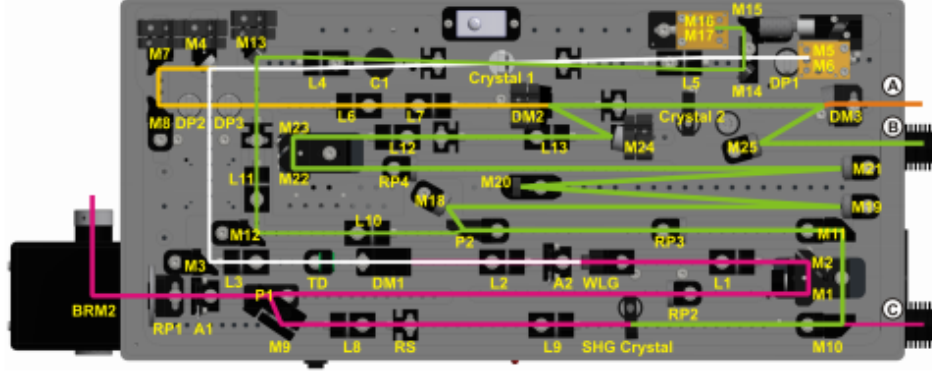 M15
M16
M17
M7 M4 M13
M5
M6
L4 C1 Crystal 1 L5 M14 DP1
A
M8 DP2 DP3 L6 L7 DM2 Crystal 2 DM3
B
M23 L12 L13 M24 M25
M22 RP4 M21
L11 M20
M18 M19
M12 L10 P2 RP3 M11
M3 L3 TD DM1 L2 A2 WLG L1 M2
M1
BRM2 RP1 A1 P1 RP2
C
M9 L8 RS L9 SHG Crystal M10